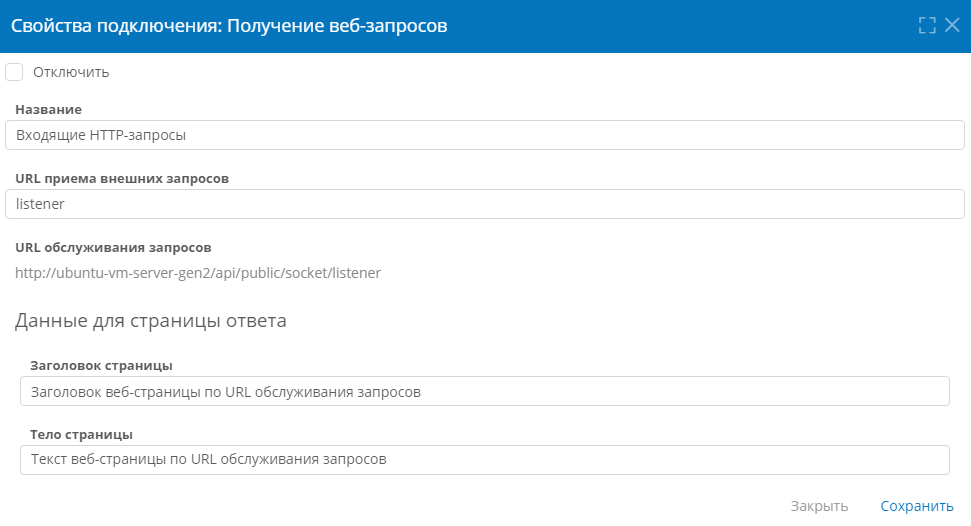 Свойства подключения: Получение веб-запросов
Отключить
Название
Входящие HTTP-запросы
URL приема внешних запросов
listener
URL обслуживания запросов
http://ubuntu-vm-server-gen2/api/public/socket/listener
Данные для страницы ответа
Заголовок страницы
Заголовок веб-страницы по URL обслуживания запросов
Тело страницы
Текст веб-страницы по URL обслуживания запросов
Закрыть Сохранить